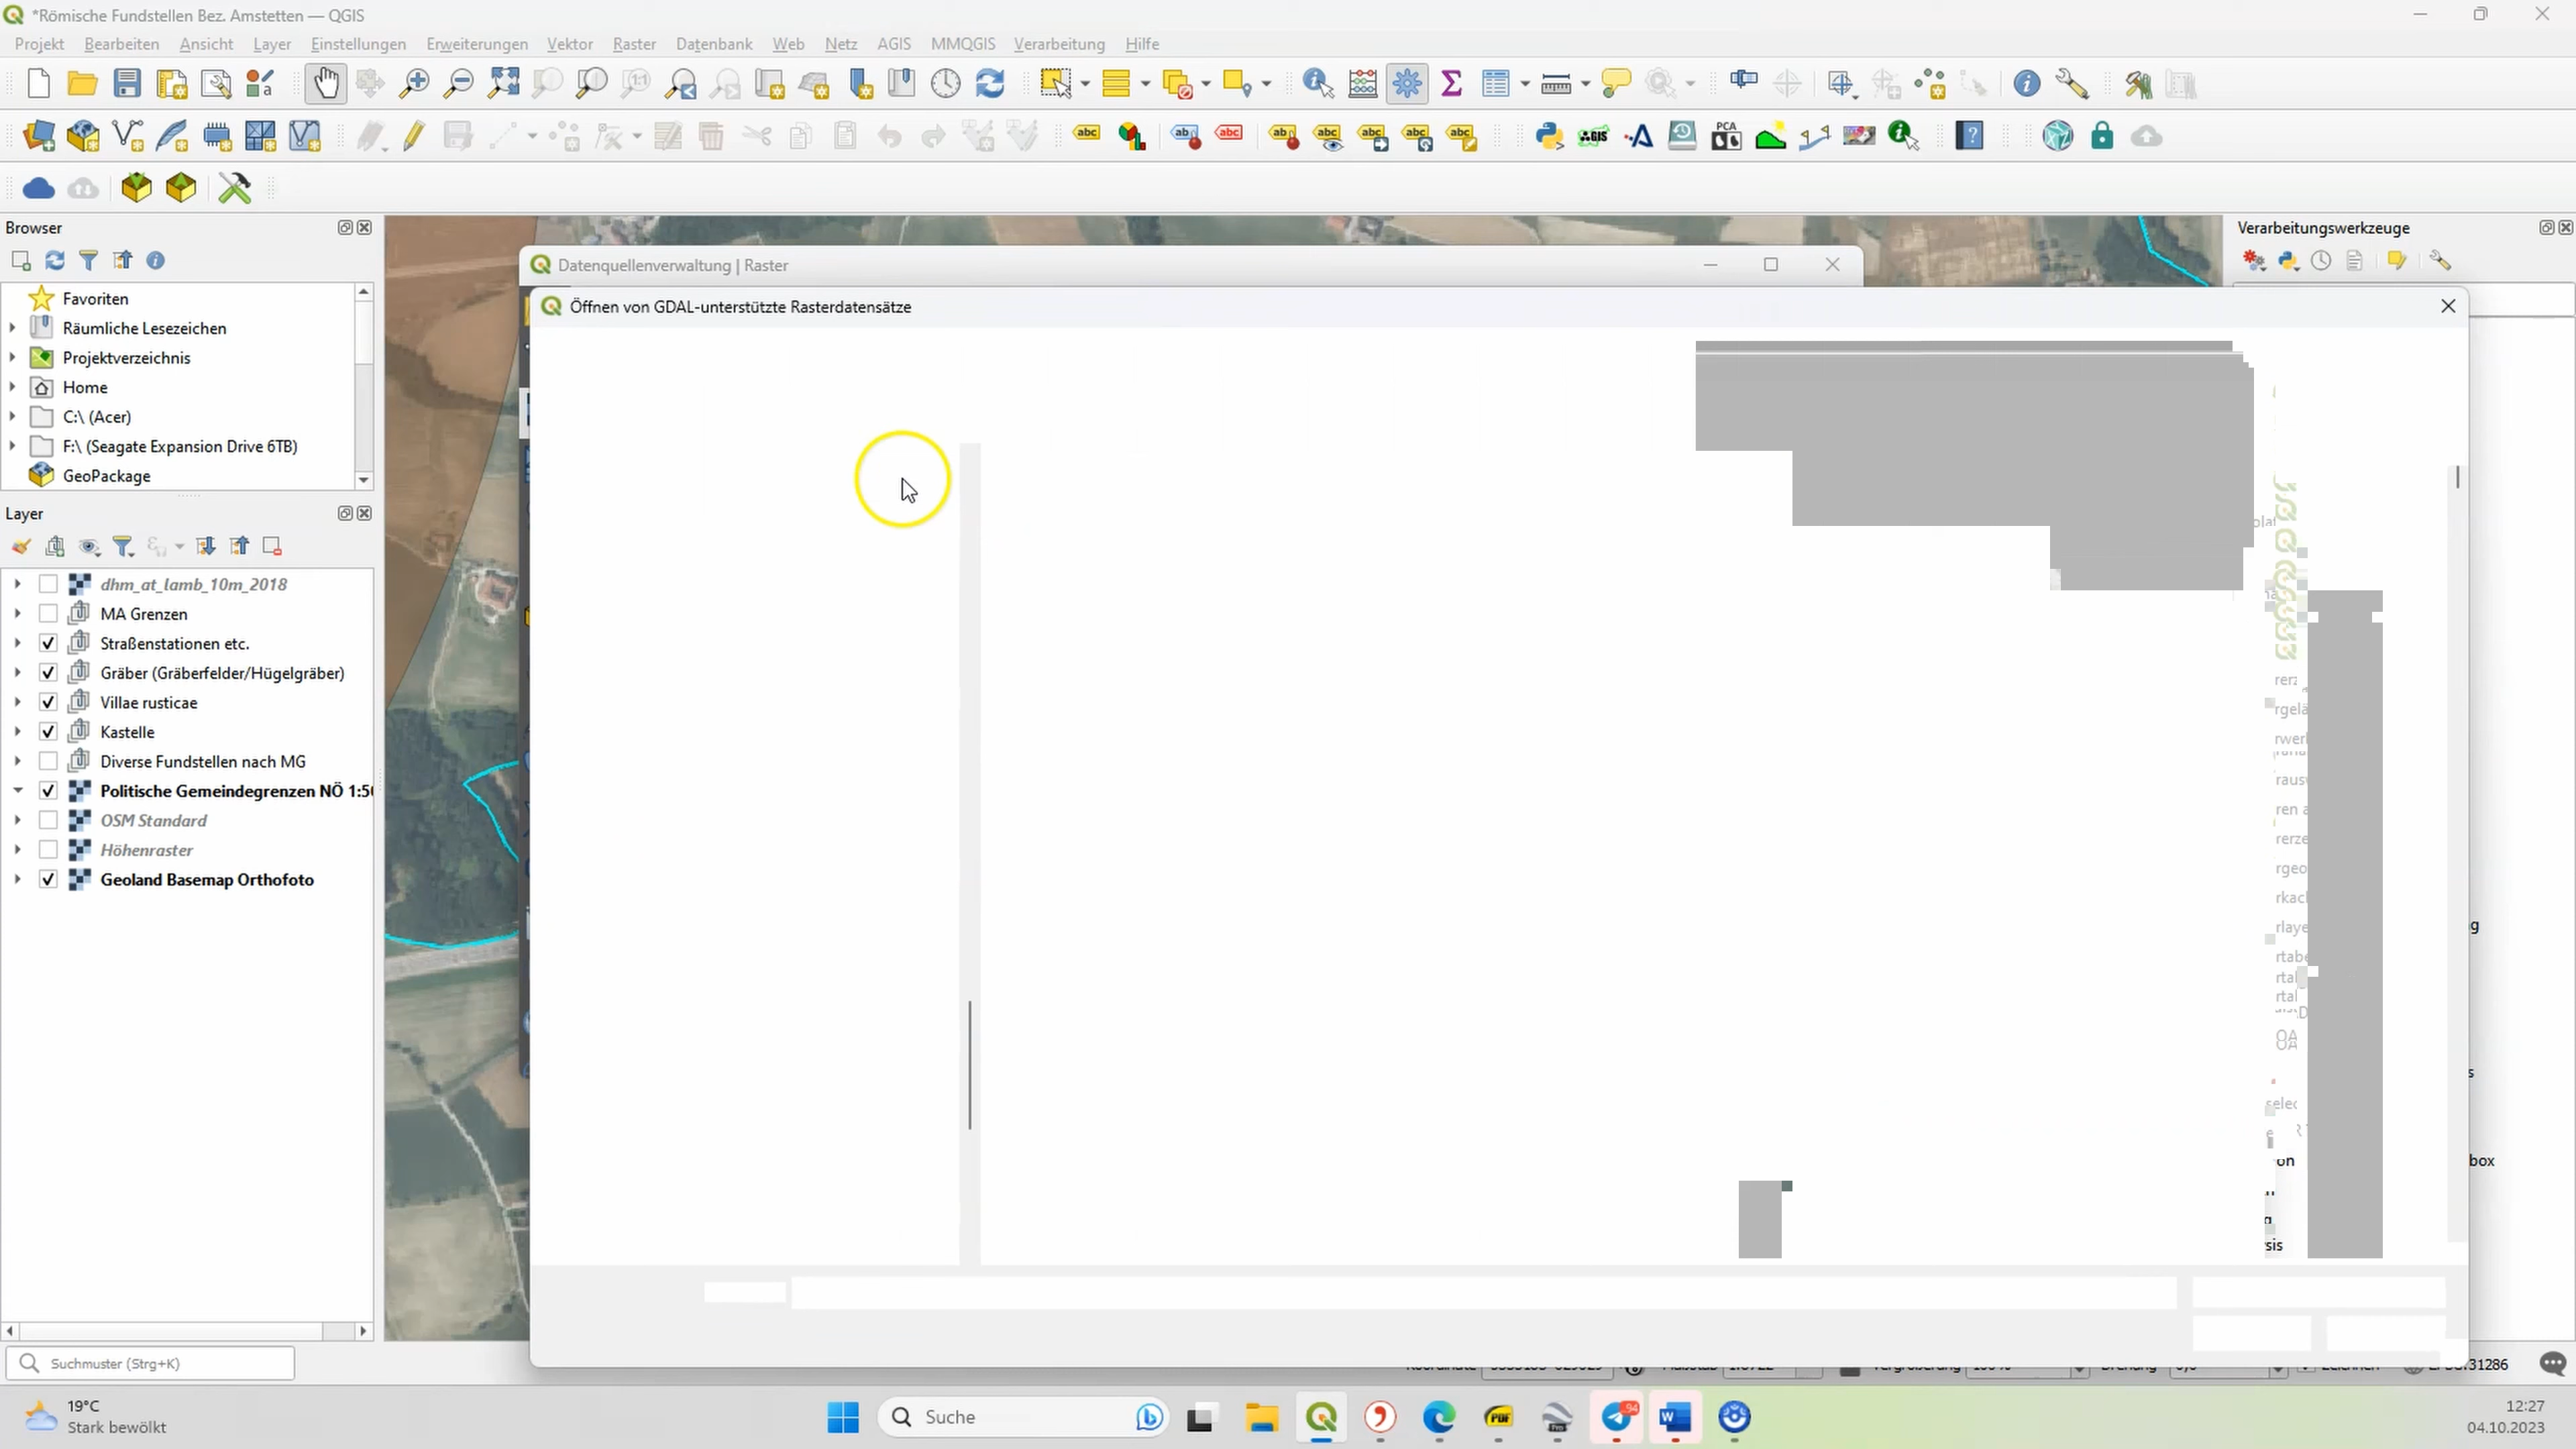 *Römische Fundstellen Bez. Amstetten — QGIS
Projekt Bearbeiten Ansicht Layer Einstellungen Erweiterungen Vektor Raster Datenbank Web Netz AGIS MMQGIS Verarbeitung Hilfe
Browser
Favoriten
Räumliche Lesezeichen
Projektverzeichnis
Home
C:\ (Acer)
F:\ (Seagate Expansion Drive 6TB)
GeoPackage
Layer
dhm_at_lamb_10m_2018
MA Grenzen
Straßenstationen etc.
Gräber (Gräberfelder/Hügelgräber)
Villae rusticae
Kastelle
Diverse Fundstellen nach MG
Politische Gemeindegrenzen NÖ 1:50
OSM Standard
Höhenraster
Geoland Basemap Orthofoto
Datenquellenverwaltung | Raster
Öffnen von GDAL-unterstützte Rasterdatensätze
Verarbeitungswerkzeuge
box
Suchmuster (Strg+K)
31286
19°C
Stark bewölkt
Suche
94
12:27
04.10.2023